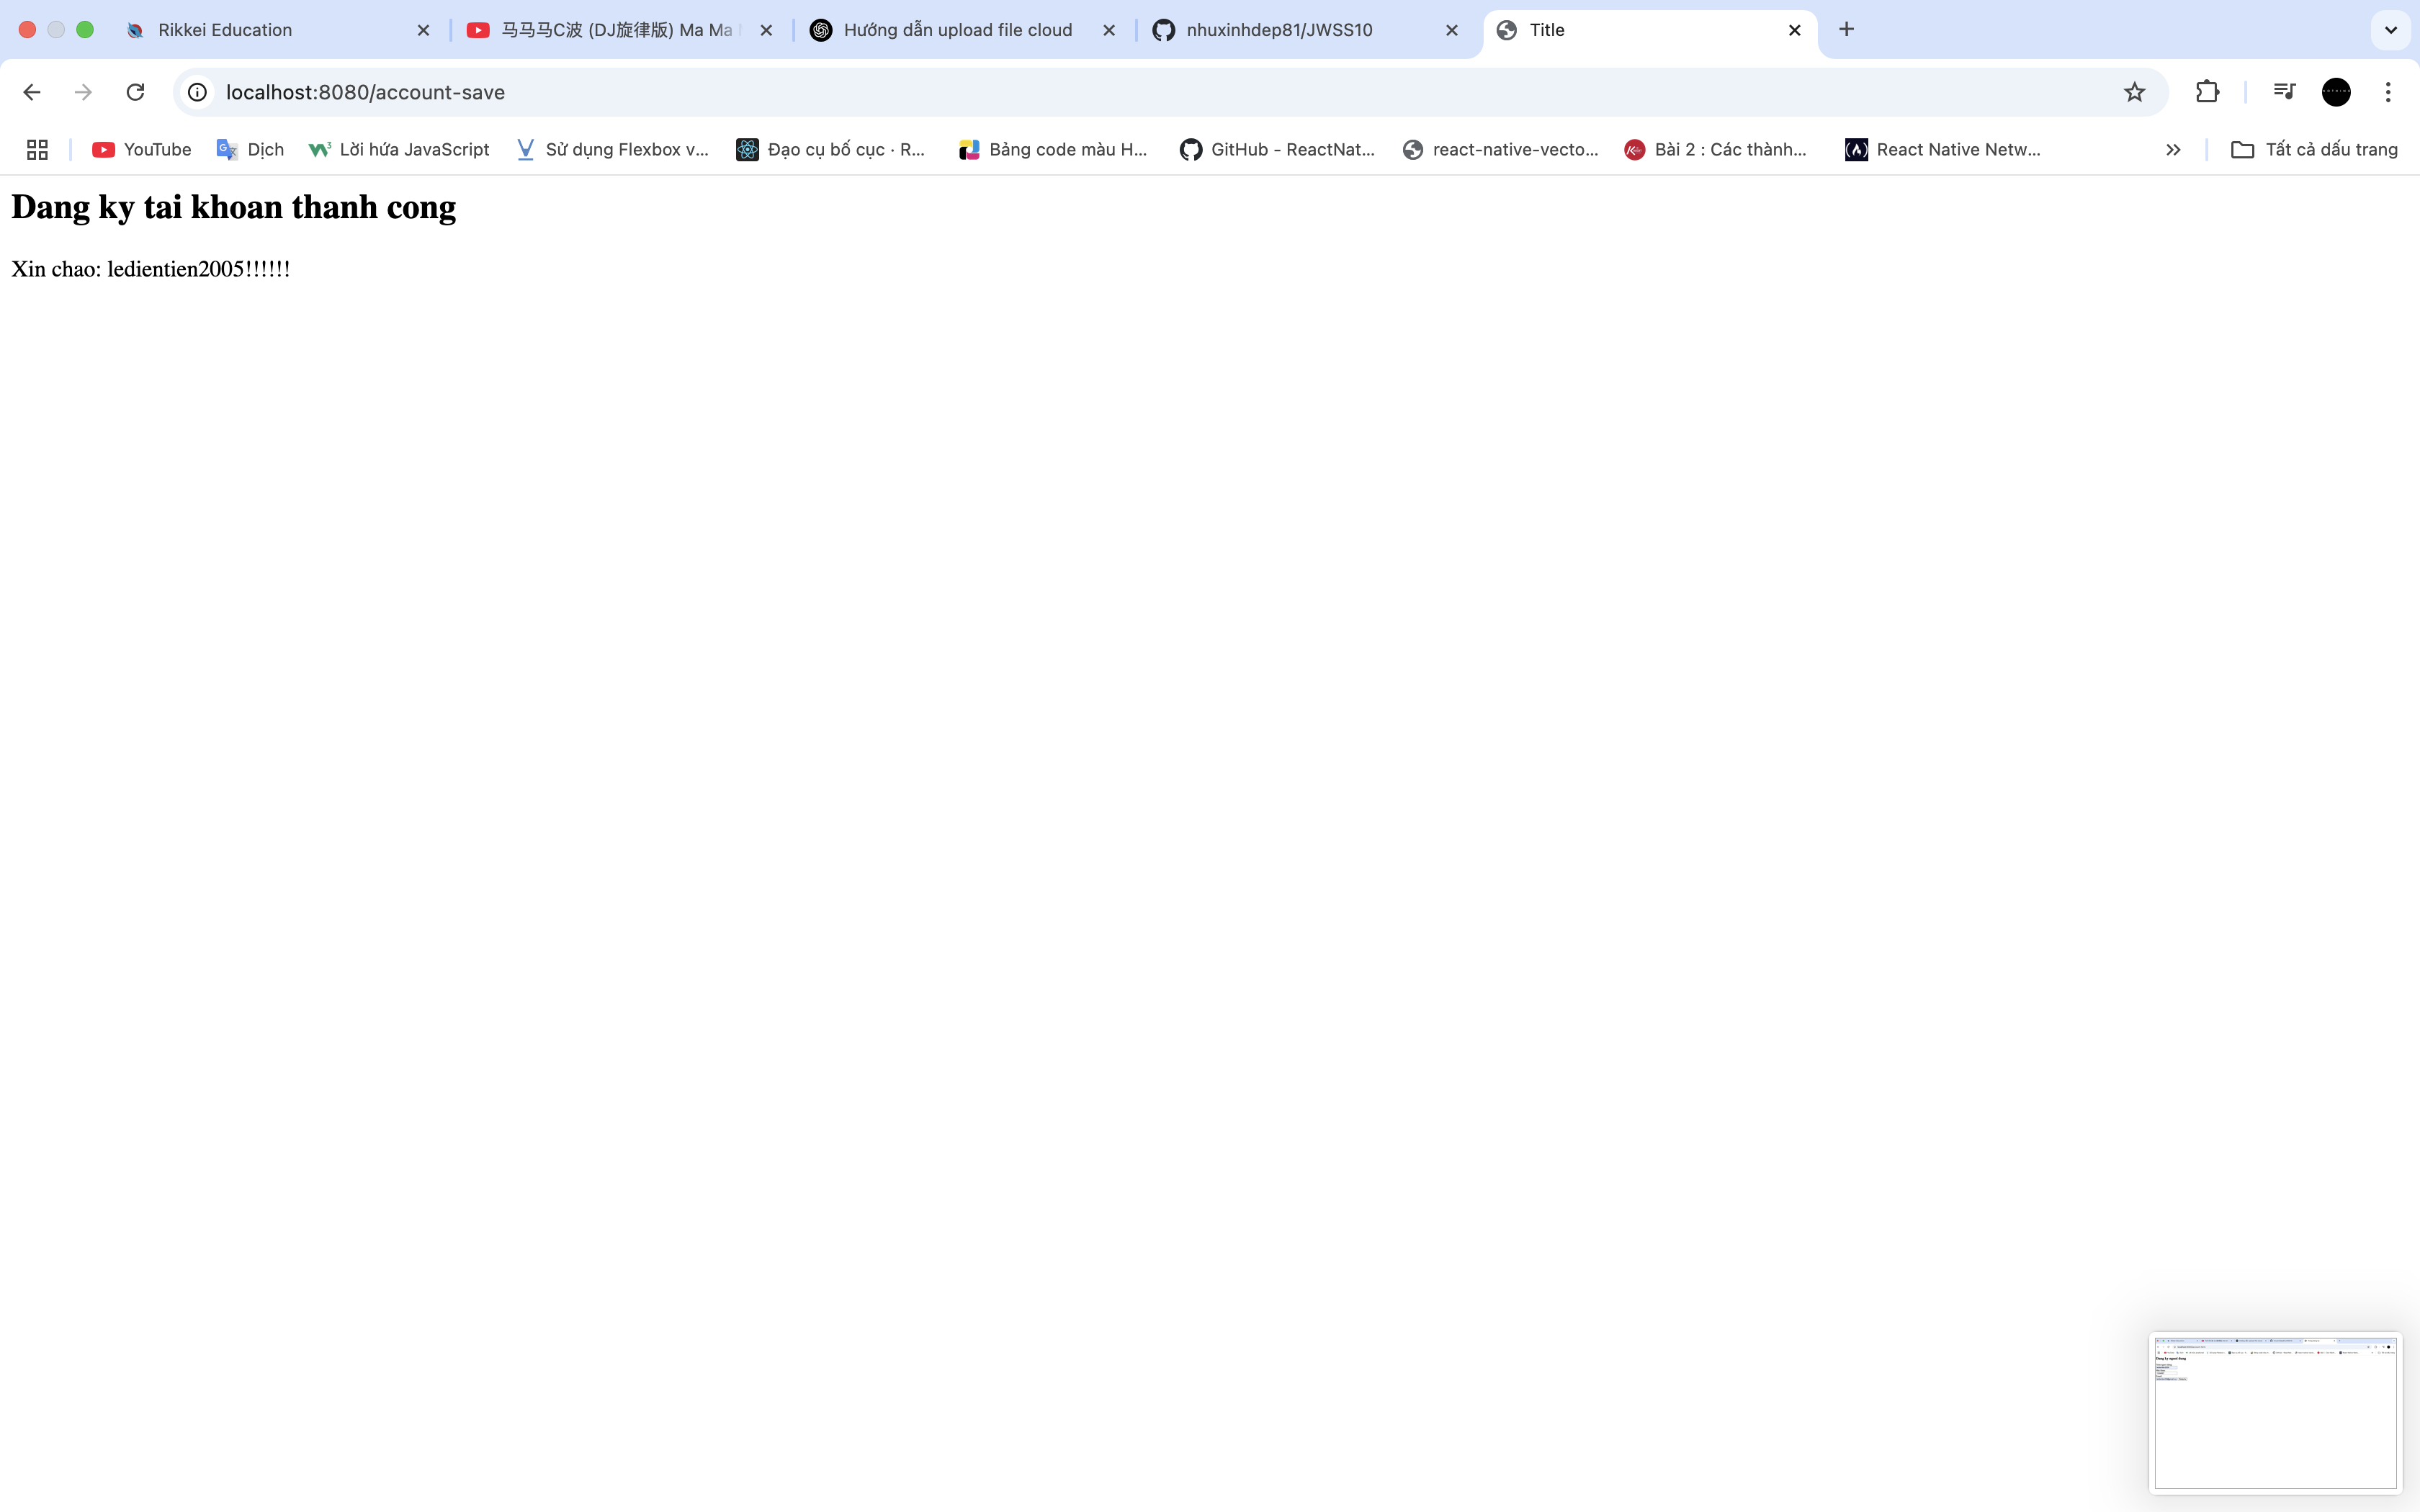 Rikkei Education
马马马C波 (DJ旋律版) Ma Ma
Hướng dẫn upload file cloud
nhuxinhdep81/JWSS10
Title
localhost:8080/account-save
YouTube
Dịch
Lời hứa JavaScript
Sử dụng Flexbox v...
Đạo cụ bố cục · R...
Bảng code màu H...
GitHub - ReactNat...
react-native-vecto...
Bài 2 : Các thành...
React Native Netw...
Tất cả dấu trang
Dang ky tai khoan thanh cong
Xin chao: ledientien2005!!!!!!